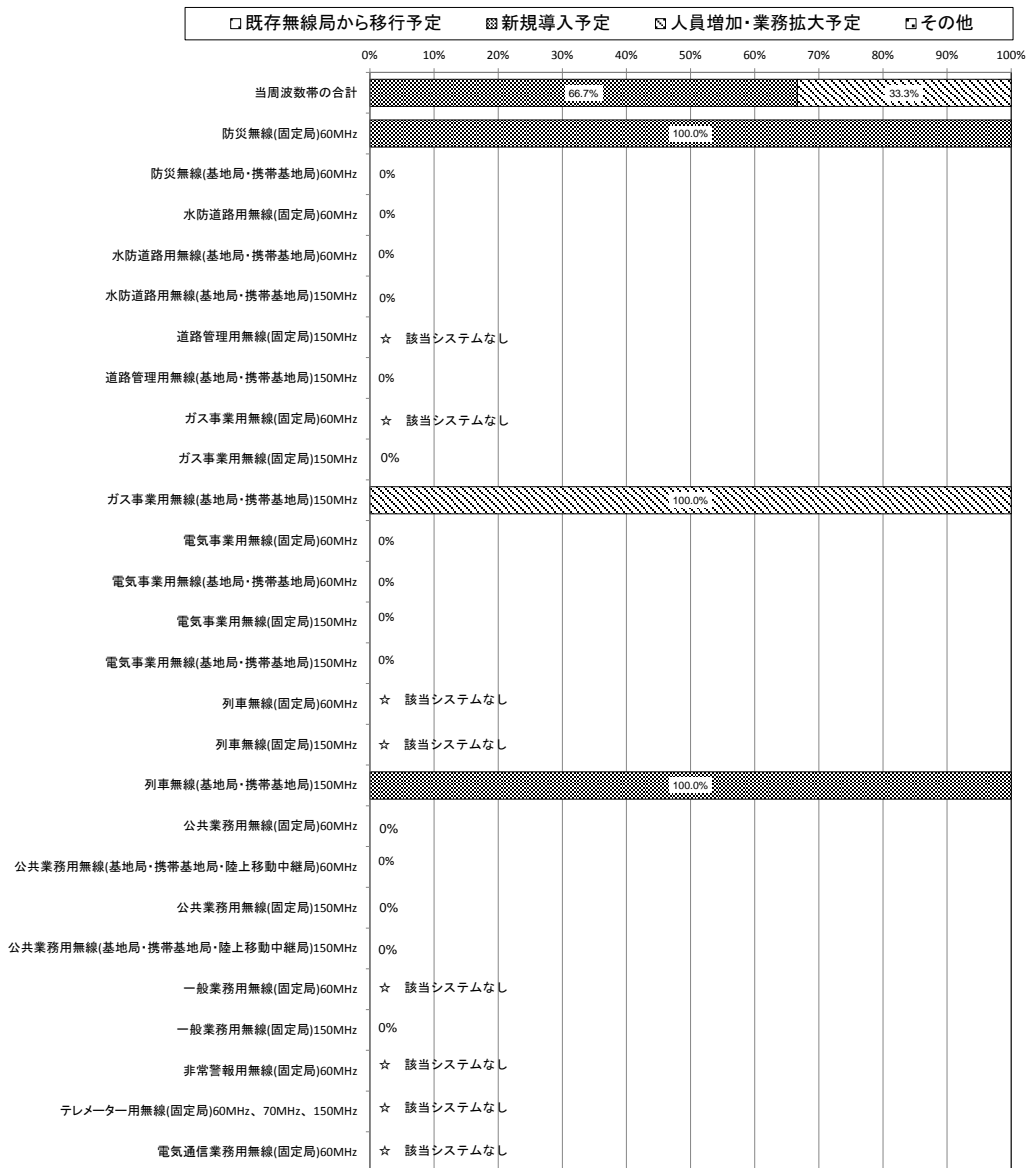 □既存無線局から移行予定 ▩新規導入予定 ▧人員増加・業務拡大予定 □その他
0% 10% 20% 30% 40% 50% 60% 70% 80% 90% 100%
当周波数帯の合計 66.7% 33.3%
防災無線(固定局)60MHz 100.0%
防災無線(基地局・携帯基地局)60MHz 0%
水防道路用無線(固定局)60MHz 0%
水防道路用無線(基地局・携帯基地局)60MHz 0%
水防道路用無線(基地局・携帯基地局)150MHz 0%
道路管理用無線(固定局)150MHz ☆ 該当システムなし
道路管理用無線(基地局・携帯基地局)150MHz 0%
ガス事業用無線(固定局)60MHz ☆ 該当システムなし
ガス事業用無線(固定局)150MHz 0%
ガス事業用無線(基地局・携帯基地局)150MHz 100.0%
電気事業用無線(固定局)60MHz 0%
電気事業用無線(基地局・携帯基地局)60MHz 0%
電気事業用無線(固定局)150MHz 0%
電気事業用無線(基地局・携帯基地局)150MHz 0%
列車無線(固定局)60MHz ☆ 該当システムなし
列車無線(固定局)150MHz ☆ 該当システムなし
列車無線(基地局・携帯基地局)150MHz 100.0%
公共業務用無線(固定局)60MHz 0%
公共業務用無線(基地局・携帯基地局・陸上移動中継局)60MHz 0%
公共業務用無線(固定局)150MHz 0%
公共業務用無線(基地局・携帯基地局・陸上移動中継局)150MHz 0%
一般業務用無線(固定局)60MHz ☆ 該当システムなし
一般業務用無線(固定局)150MHz 0%
非常警報用無線(固定局)60MHz ☆ 該当システムなし
テレメーター用無線(固定局)60MHz、70MHz、150MHz ☆ 該当システムなし
電気通信業務用無線(固定局)60MHz ☆ 該当システムなし